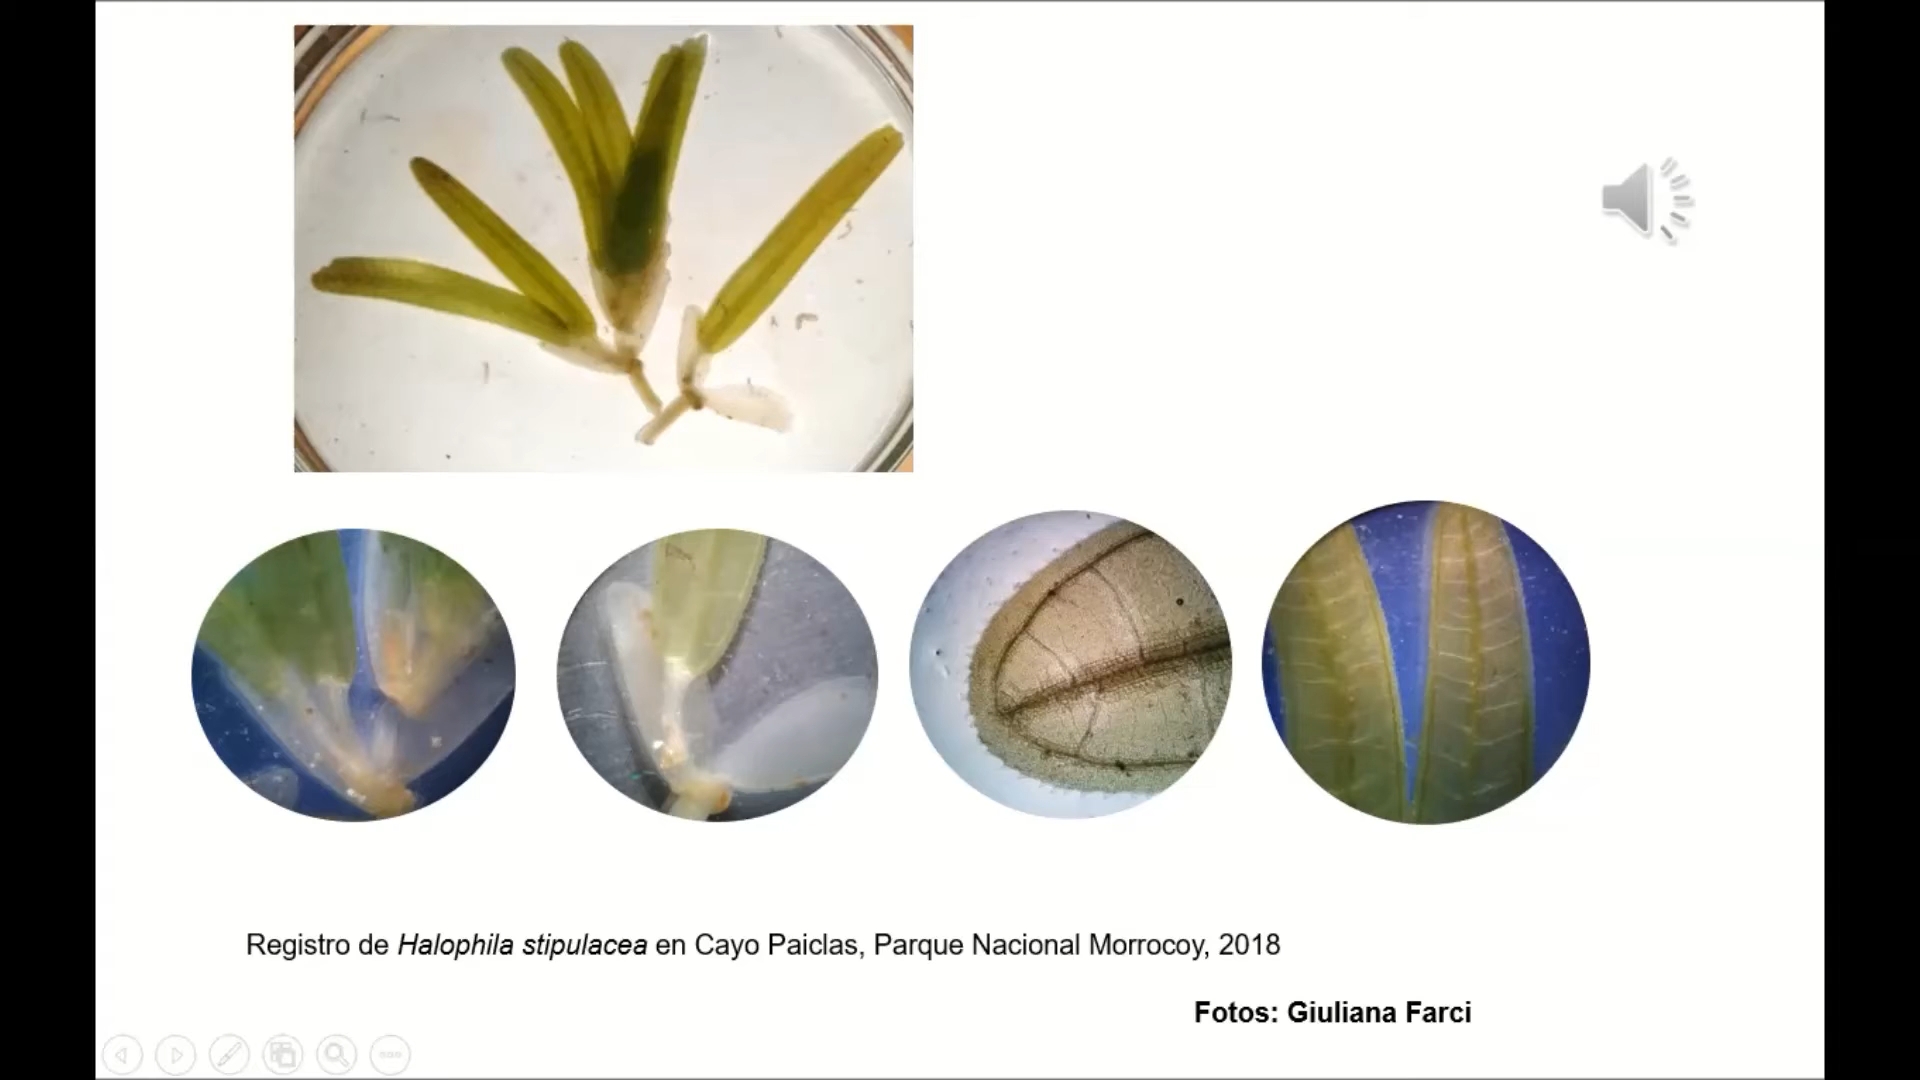 Registro de Halophila stipulacea en Cayo Paiclas, Parque Nacional Morrocoy, 2018
Fotos: Giuliana Farci